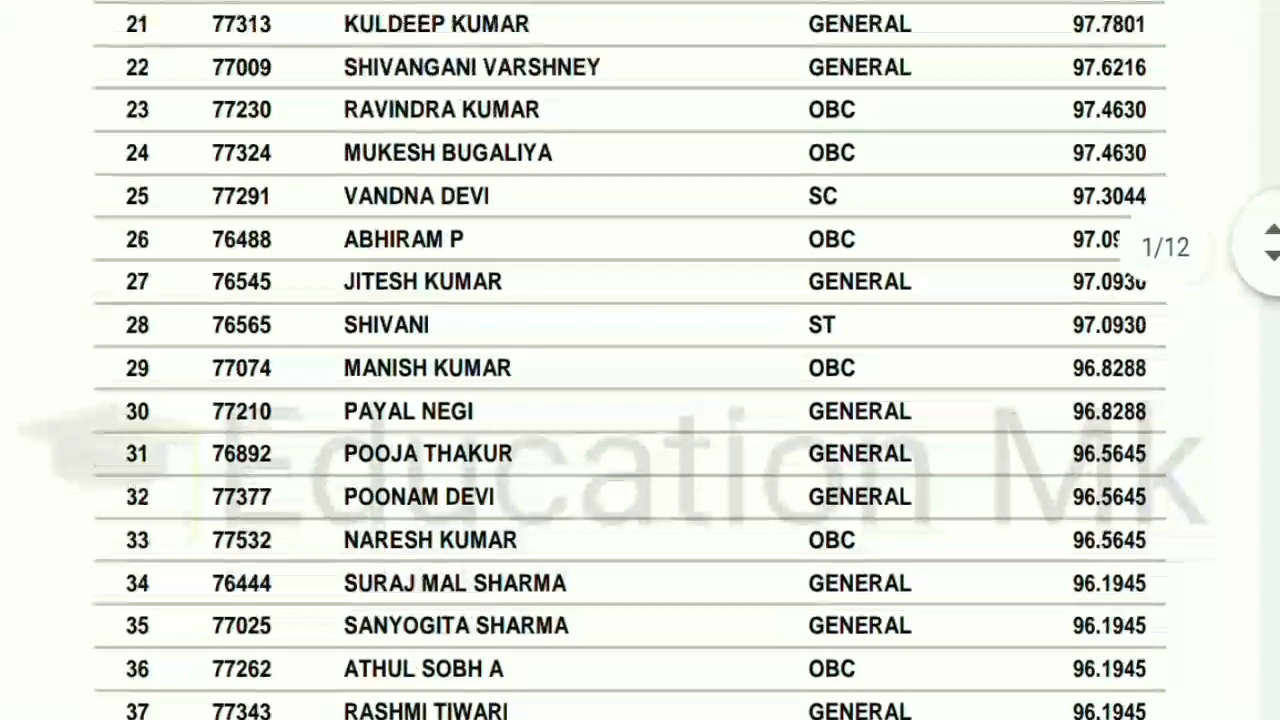 21 77313 KULDEEP KUMAR GENERAL 97.7801
22 77009 SHIVANGANI VARSHNEY GENERAL 97.6216
23 77230 RAVINDRA KUMAR OBC 97.4630
24 77324 MUKESH BUGALIYA OBC 97.4630
25 77291 VANDNA DEVI SC 97.3044
26 76488 ABHIRAM P OBC
1/12
27 76545 JITESH KUMAR GENERAL 97.0930
28 76565 SHIVANI ST 97.0930
29 77074 MANISH KUMAR OBC 96.8288
30 77210 PAYAL NEGI GENERAL 96.8288
Education Mk
31 76892 POOJA THAKUR GENERAL 96.5645
32 77377 POONAM DEVI GENERAL 96.5645
33 77532 NARESH KUMAR OBC 96.5645
34 76444 SURAJ MAL SHARMA GENERAL 96.1945
35 77025 SANYOGITA SHARMA GENERAL 96.1945
36 77262 ATHUL SOBH A OBC 96.1945
37 77343 RASHMI TIWARI GENERAL 96.1945